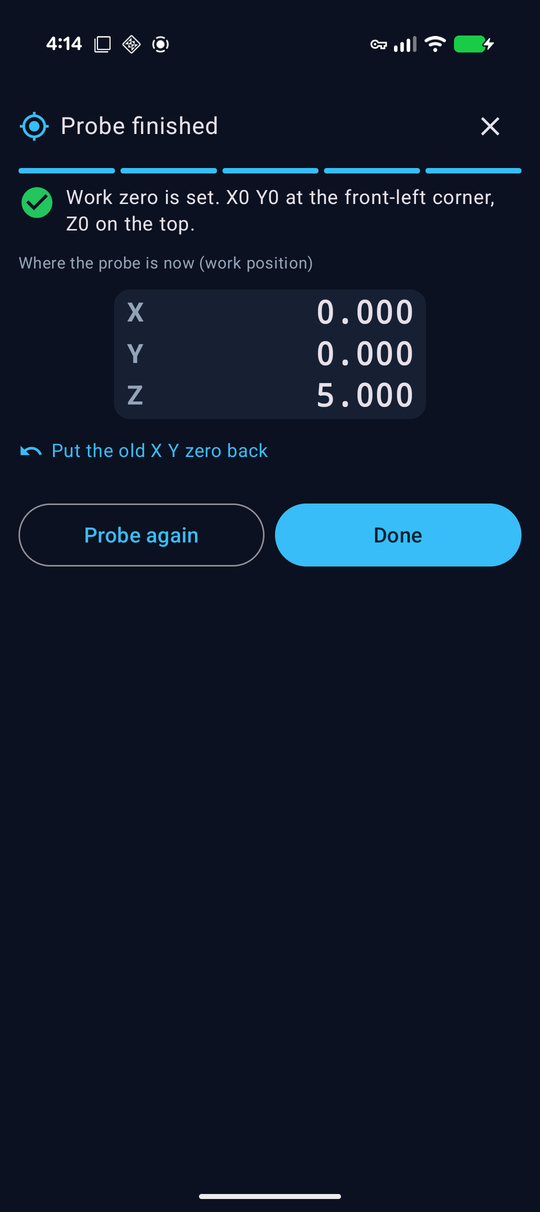 4:14
Probe finished
Work zero is set. X0 Y0 at the front-left corner,
Z0 on the top.
Where the probe is now (work position)
X 0.000
Y 0.000
Z 5.000
Put the old X Y zero back
Probe again
Done